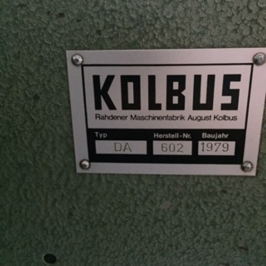 KOLBUS
Rahdener Maschinenfabrik August Kolbus
Typ Herstell-Nr. Baujahr
DA 602 1979